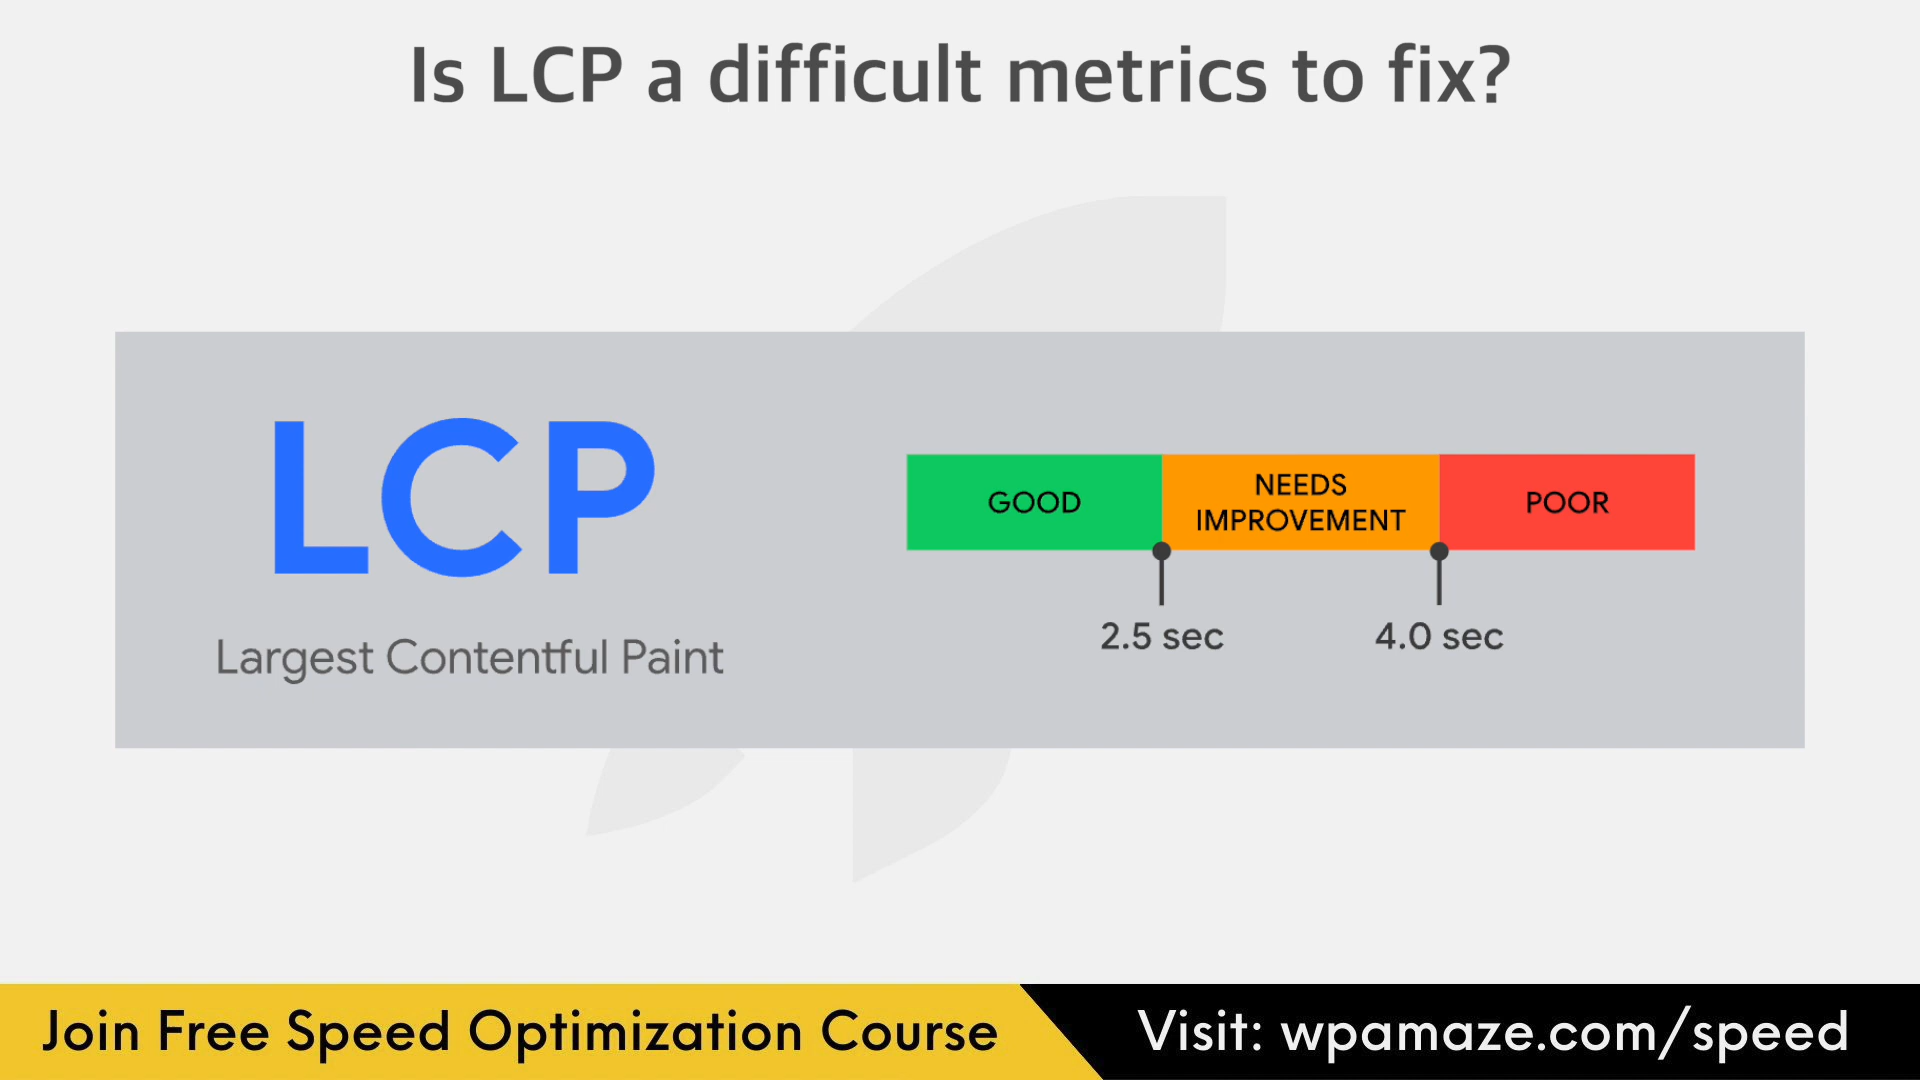 Is LCP a difficult metrics to fix?
LCP
Largest Contentful Paint
GOOD
NEEDS
IMPROVEMENT
POOR
2.5 sec
4.0 sec
Join Free Speed Optimization Course
Visit: wpamaze.com/speed